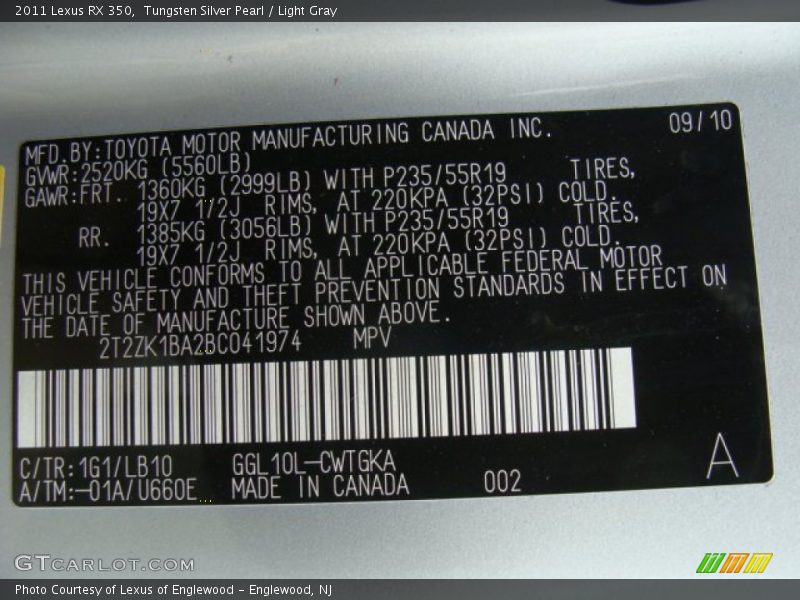 2011 Lexus RX 350, Tungsten Silver Pearl / Light Gray
MFD.BY:TOYOTA MOTOR MANUFACTURING CANADA INC. 09/10
GVWR:2520KG (5560LB)
GAWR:FRT. 1360KG (2999LB) WITH P235/55R19 TIRES,
19X7 1/2J RIMS, AT 220KPA (32PSI) COLD.
RR. 1385KG (3056LB) WITH P235/55R19 TIRES,
19X7 1/2J RIMS, AT 220KPA (32PSI) COLD.
THIS VEHICLE CONFORMS TO ALL APPLICABLE FEDERAL MOTOR
VEHICLE SAFETY AND THEFT PREVENTION STANDARDS IN EFFECT ON
THE DATE OF MANUFACTURE SHOWN ABOVE.
2T2ZK1BA2BC041974 MPV
C/TR:1G1/LB10 GGL10L-CWTGKA
A/TM:-01A/U660E MADE IN CANADA 002 A
GTCARLOT.COM
Photo Courtesy of Lexus of Englewood - Englewood, NJ